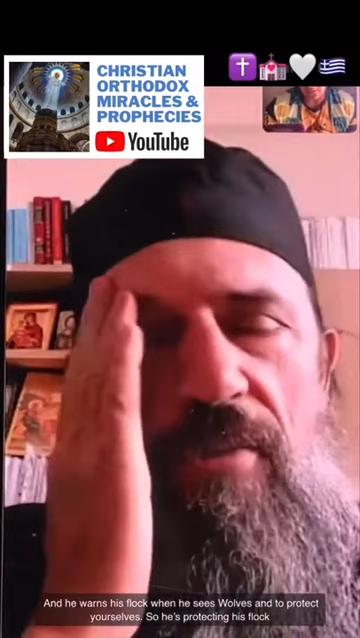 CHRISTIAN
ORTHODOX
MIRACLES &
PROPHECIES
YouTube
And he warns his flock when he sees Wolves and to protect
yourselves. So he's protecting his flock